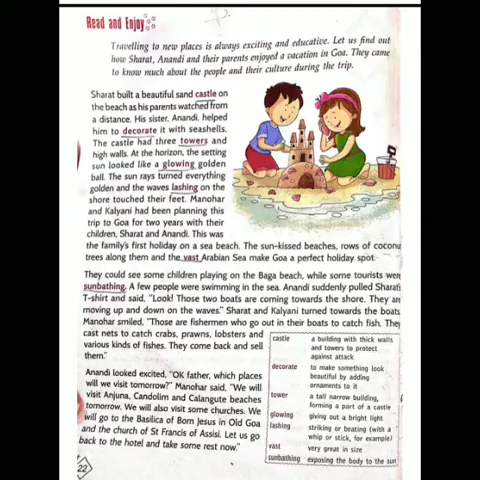 Read and Enjoy
Travelling to new places is always exciting and educative. Let us find out
how Sharat, Anandi and their parents enjoyed a vacation in Goa. They came
to know much about the people and their culture during the trip.
Sharat built a beautiful sand castle on
the beach as his parents watched from
a distance. His sister, Anandi, helped
him to decorate it with seashells.
The castle had three towers and
high walls. At the horizon, the setting
sun looked like a glowing golden
ball. The sun rays turned everything
golden and the waves lashing on the
shore touched their feet. Manohar
and Kalyani had been planning this
trip to Goa for two years with their
children, Sharat and Anandi. This was
the family's first holiday on a sea beach. The sun-kissed beaches, rows of coconu
trees along them and the vast Arabian Sea make Goa a perfect holiday spot.
They could see some children playing on the Baga beach, while some tourists wer
sunbathing. A few people were swimming in the sea. Anandi suddenly pulled Sharat's
T-shirt and said, "Look! Those two boats are coming towards the shore. They are
moving up and down on the waves." Sharat and Kalyani turned towards the boats.
Manohar smiled, "Those are fishermen who go out in their boats to catch fish. They
cast nets to catch crabs, prawns, lobsters and
various kinds of fishes. They come back and sell
them."
Anandi looked excited, "OK father, which places
will we visit tomorrow?" Manohar said, "We will
visit Anjuna, Candolim and Calangute beaches
tomorrow. We will also visit some churches. We
will go to the Basilica of Bom Jesus in Old Goa
and the church of St Francis of Assisi. Let us go
back to the hotel and take some rest now."
castle a building with thick walls
and towers to protect
against attack
decorate to make something look
beautiful by adding
ornaments to it
tower a tall narrow building,
forming a part of a castle
glowing giving out a bright light
lashing striking or beating (with a
whip or stick, for example)
vast very great in size
sunbathing exposing the body to the sun
22